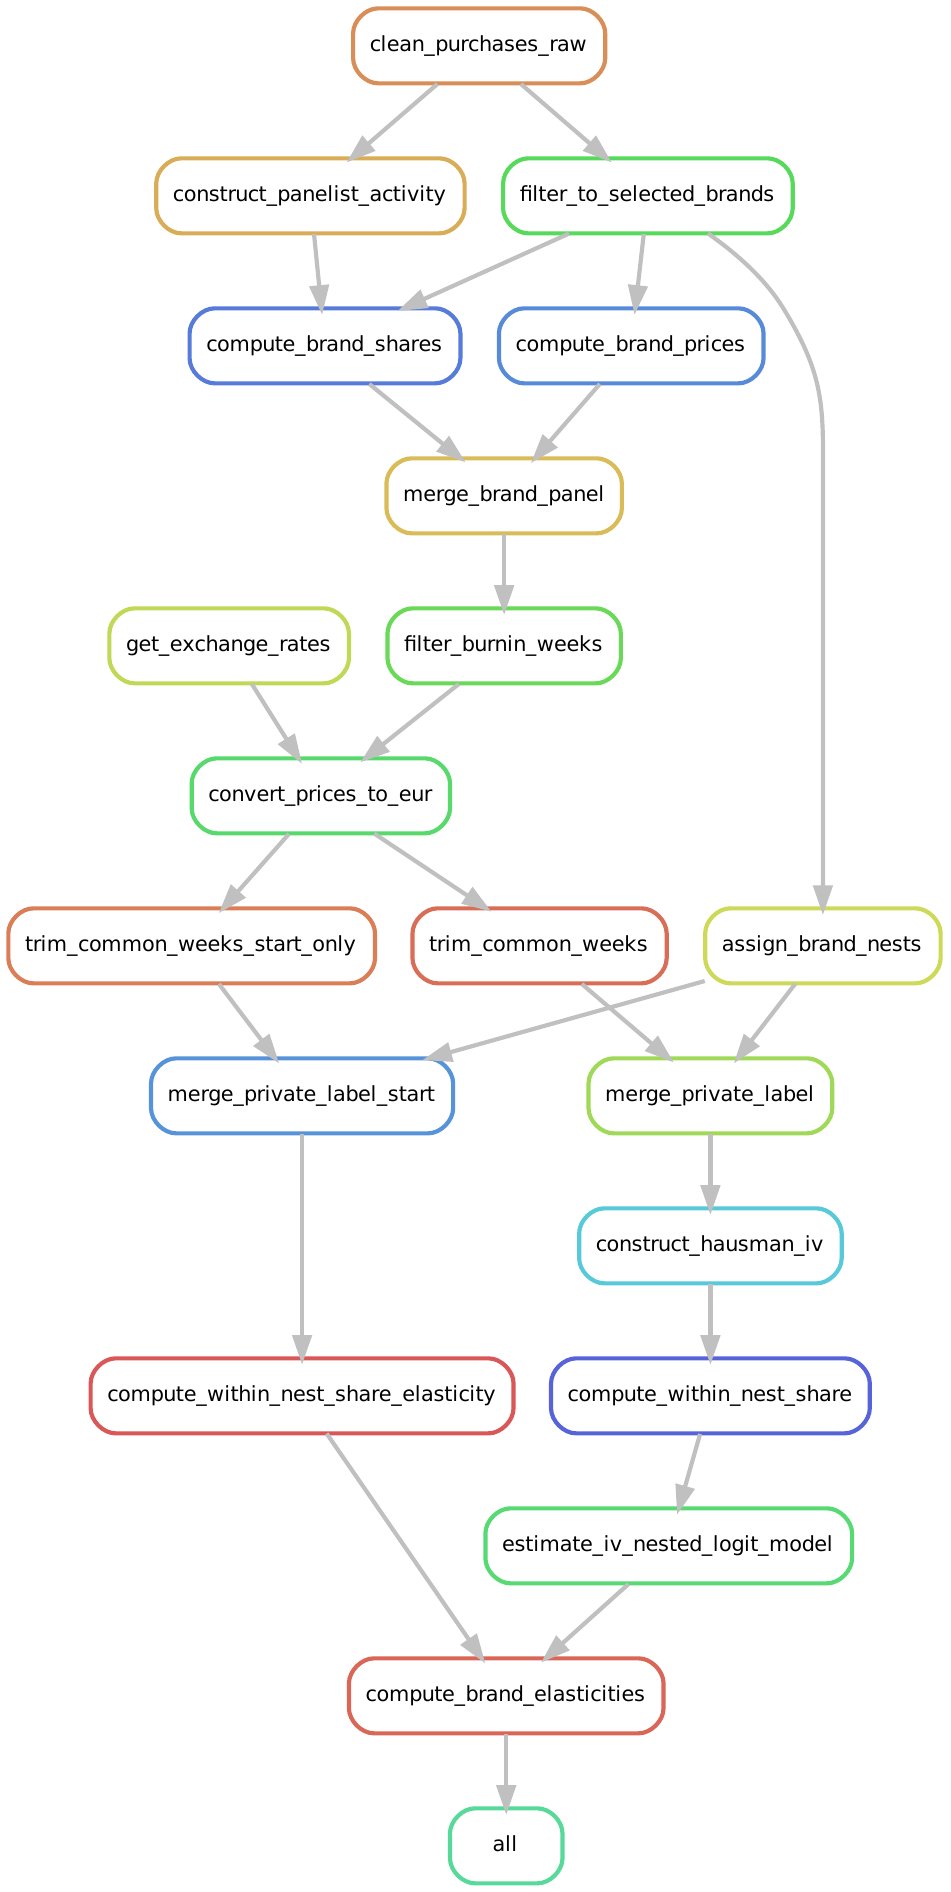 clean_purchases_raw
construct_panelist_activity
filter_to_selected_brands
compute_brand_shares
compute_brand_prices
merge_brand_panel
get_exchange_rates
filter_burnin_weeks
convert_prices_to_eur
trim_common_weeks_start_only
trim_common_weeks
assign_brand_nests
merge_private_label_start
merge_private_label
construct_hausman_iv
compute_within_nest_share_elasticity
compute_within_nest_share
estimate_iv_nested_logit_model
compute_brand_elasticities
all